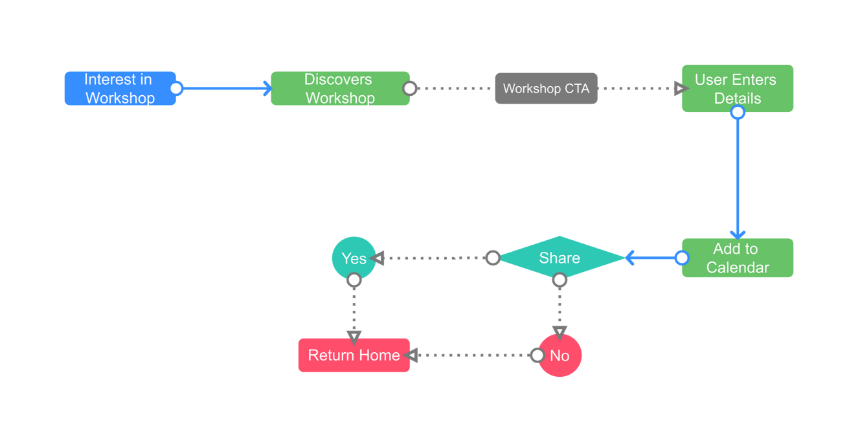 Interest in
Workshop
Discovers
Workshop
Workshop CTA
User Enters
Details
Add to
Calendar
Share
Yes
No
Return Home